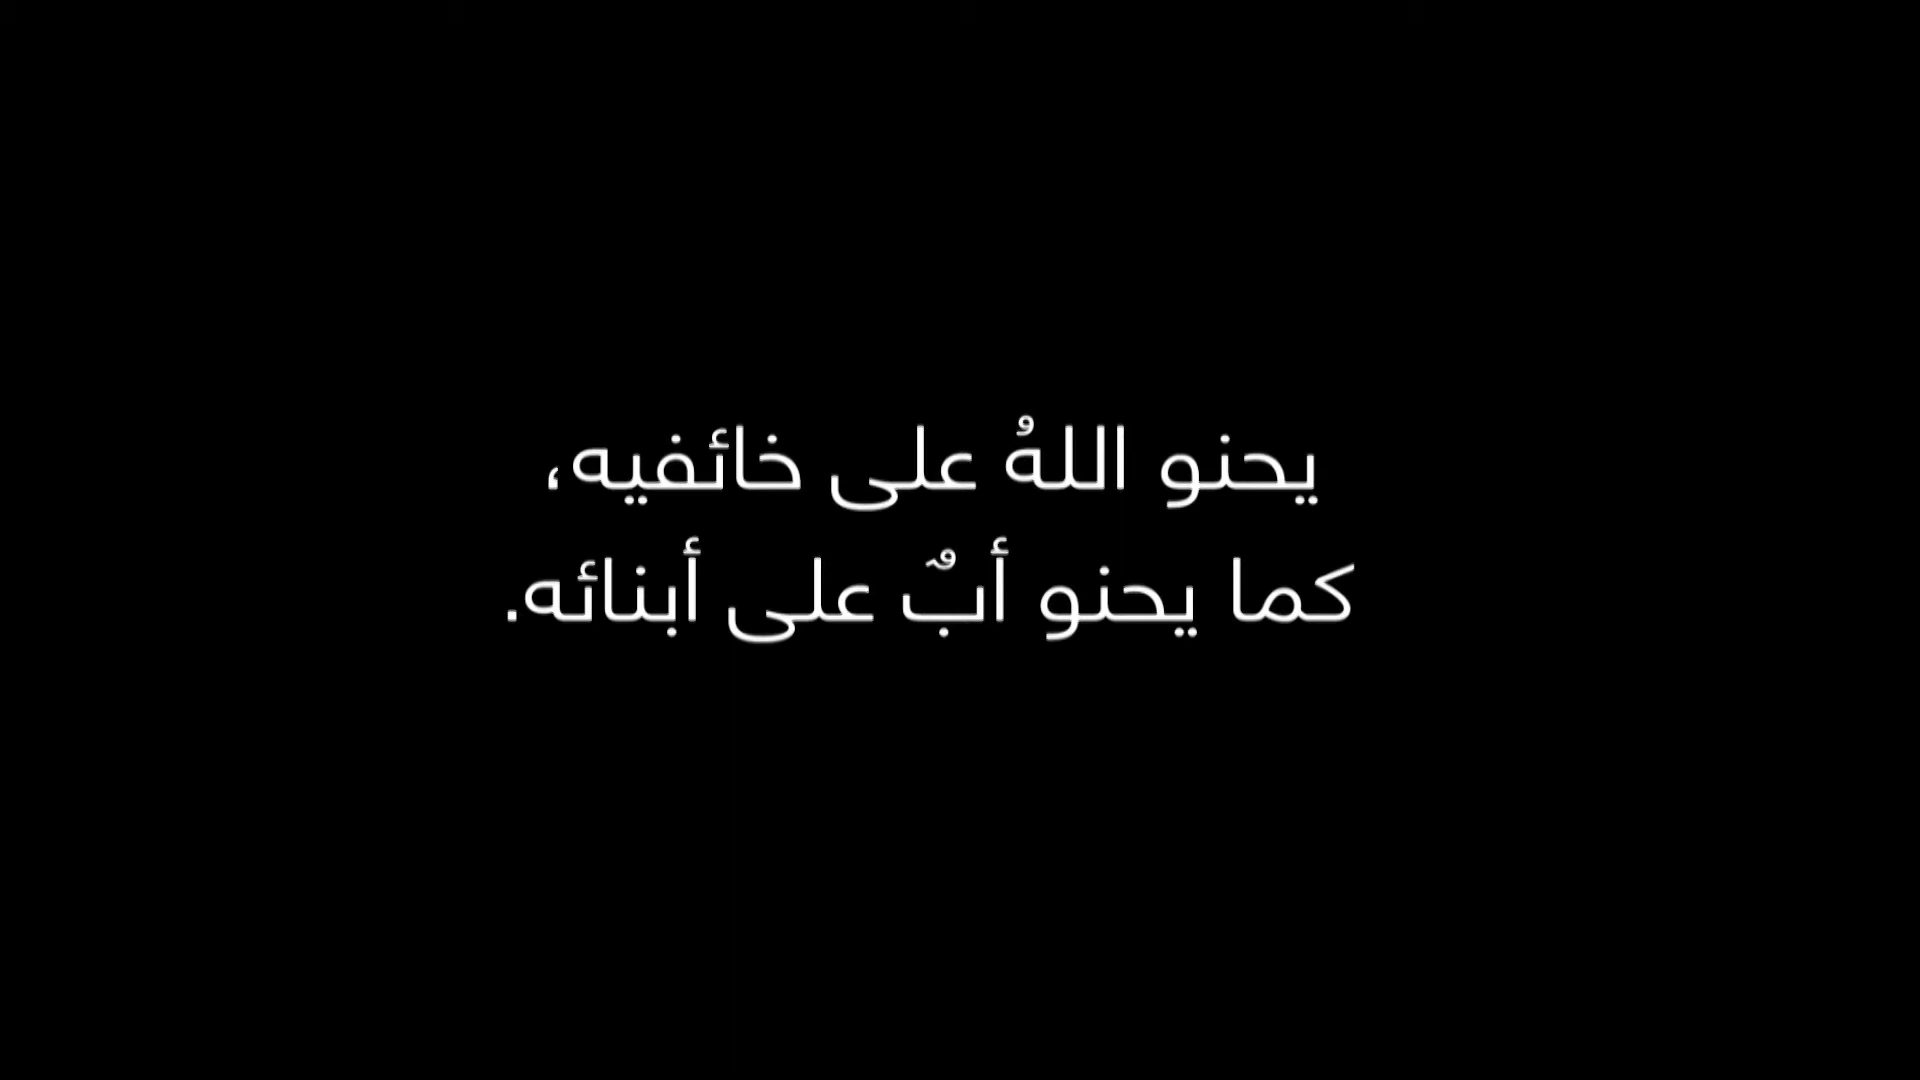 يحنو اللهُ على خائفيه،
كما يحنو أبٌ على أبنائه.